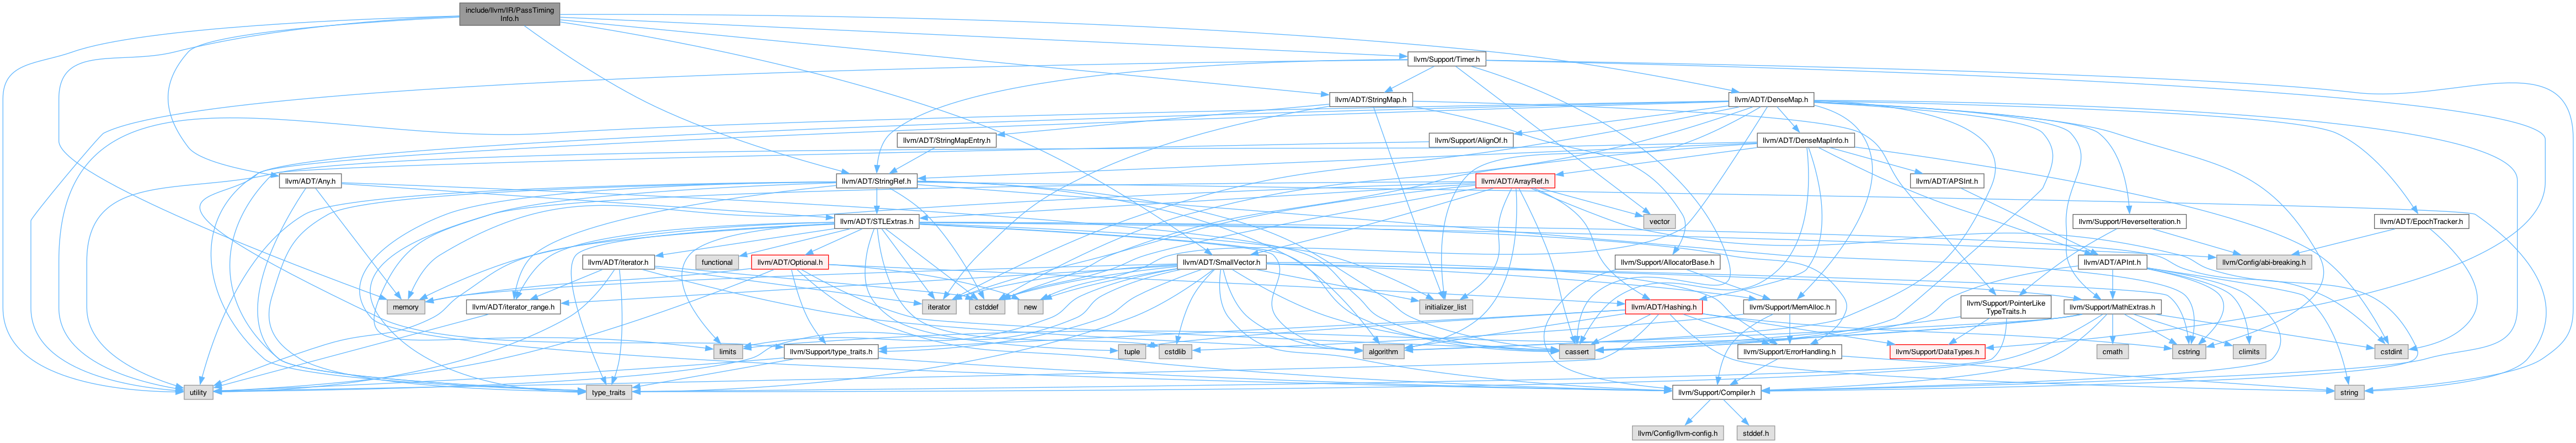 include/llvm/IR/PassTiming
Info.h
llvm/Support/Timer.h
llvm/ADT/StringMap.h
llvm/ADT/DenseMap.h
llvm/ADT/StringMapEntry.h
llvm/Support/AlignOf.h
llvm/ADT/DenseMapInfo.h
llvm/ADT/Any.h
llvm/ADT/StringRef.h
llvm/ADT/ArrayRef.h
llvm/ADT/APSInt.h
llvm/ADT/STLExtras.h
vector
llvm/Support/ReverseIteration.h
llvm/ADT/EpochTracker.h
functional
llvm/ADT/Optional.h
llvm/ADT/iterator.h
llvm/ADT/SmallVector.h
llvm/Support/AllocatorBase.h
llvm/ADT/APInt.h
llvm/Config/abi-breaking.h
memory
llvm/ADT/iterator_range.h
iterator
cstddef
new
initializer_list
llvm/ADT/Hashing.h
llvm/Support/MemAlloc.h
llvm/Support/PointerLike
TypeTraits.h
llvm/Support/MathExtras.h
limits
llvm/Support/type_traits.h
tuple
cstdlib
algorithm
cassert
llvm/Support/ErrorHandling.h
llvm/Support/DataTypes.h
cmath
cstring
climits
cstdint
utility
type_traits
llvm/Support/Compiler.h
string
llvm/Config/llvm-config.h
stddef.h